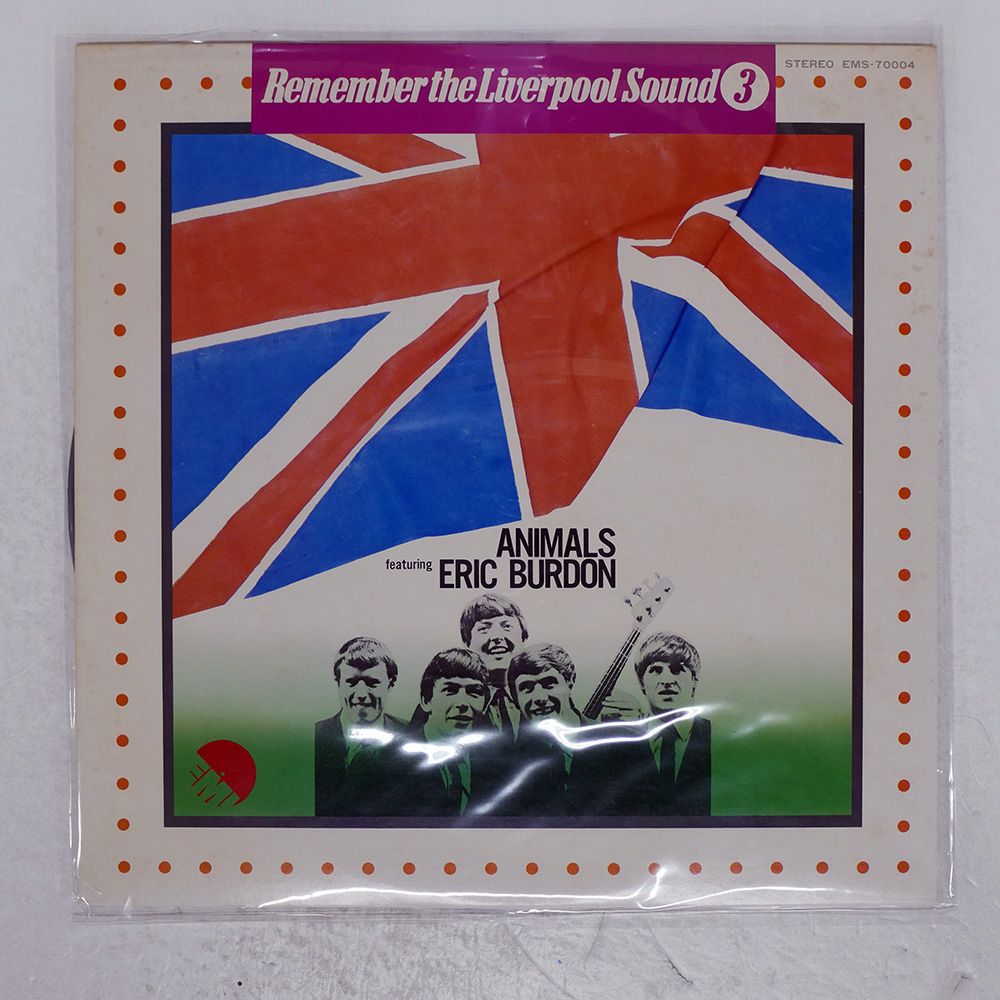 Remember the Liverpool Sound 3
STEREO EMS-70004
ANIMALS
featuring ERIC BURDON
EMI